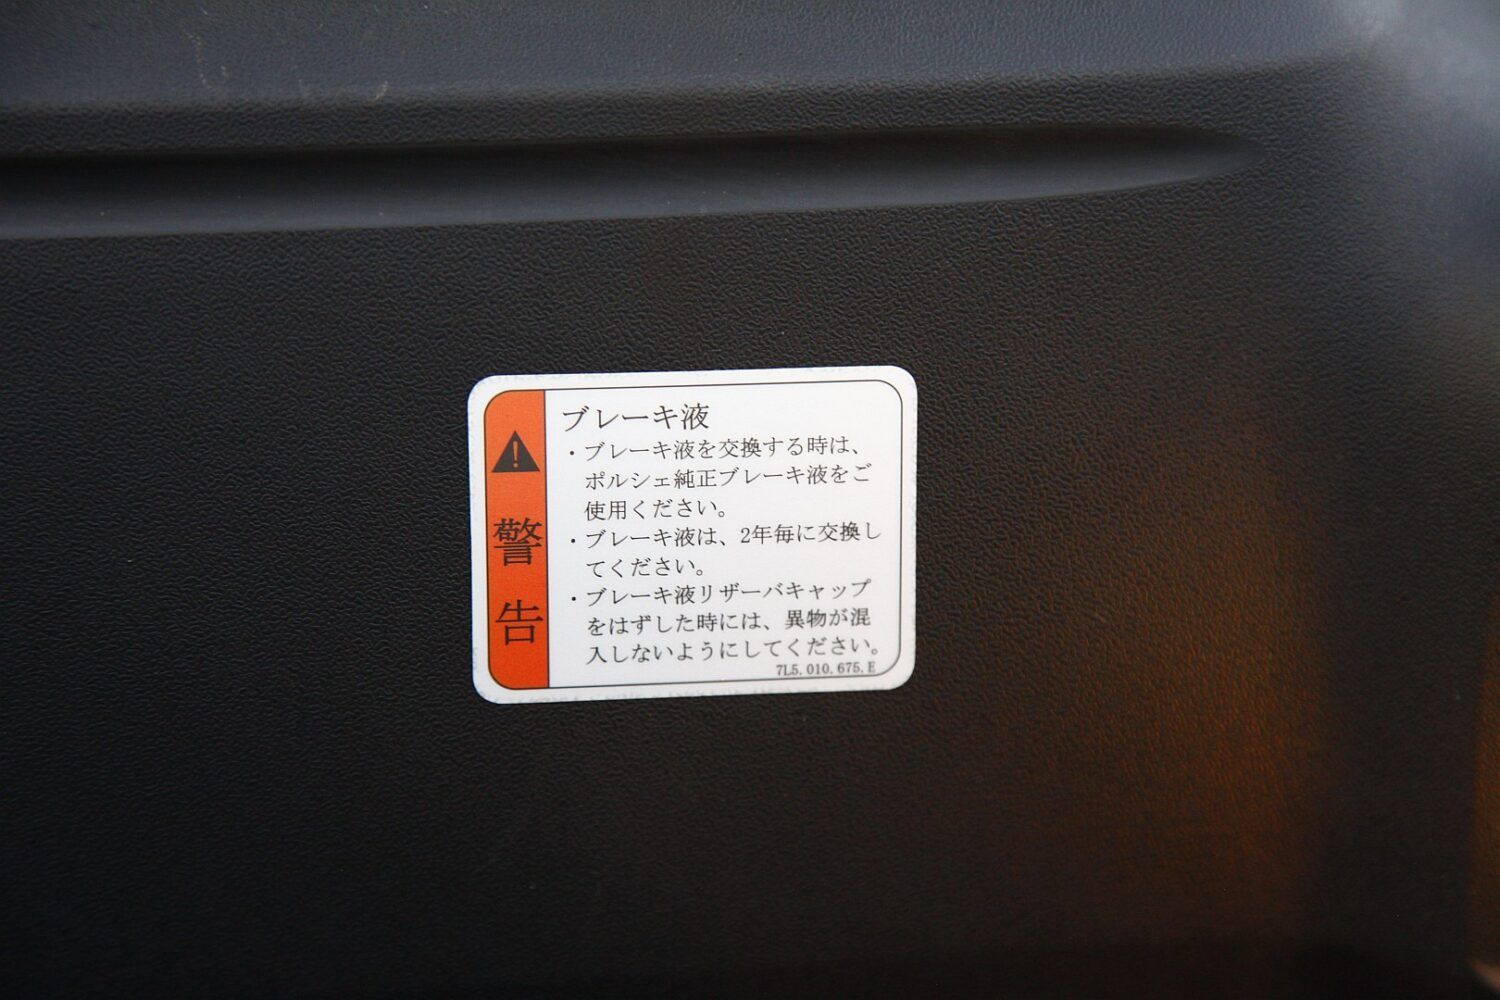 警告
ブレーキ液
・ブレーキ液を交換する時は、
ポルシェ純正ブレーキ液をご
使用ください。
・ブレーキ液は、2年毎に交換し
てください。
・ブレーキ液リザーバキャップ
をはずした時には、異物が混
入しないようにしてください。
7L5.010.675.E